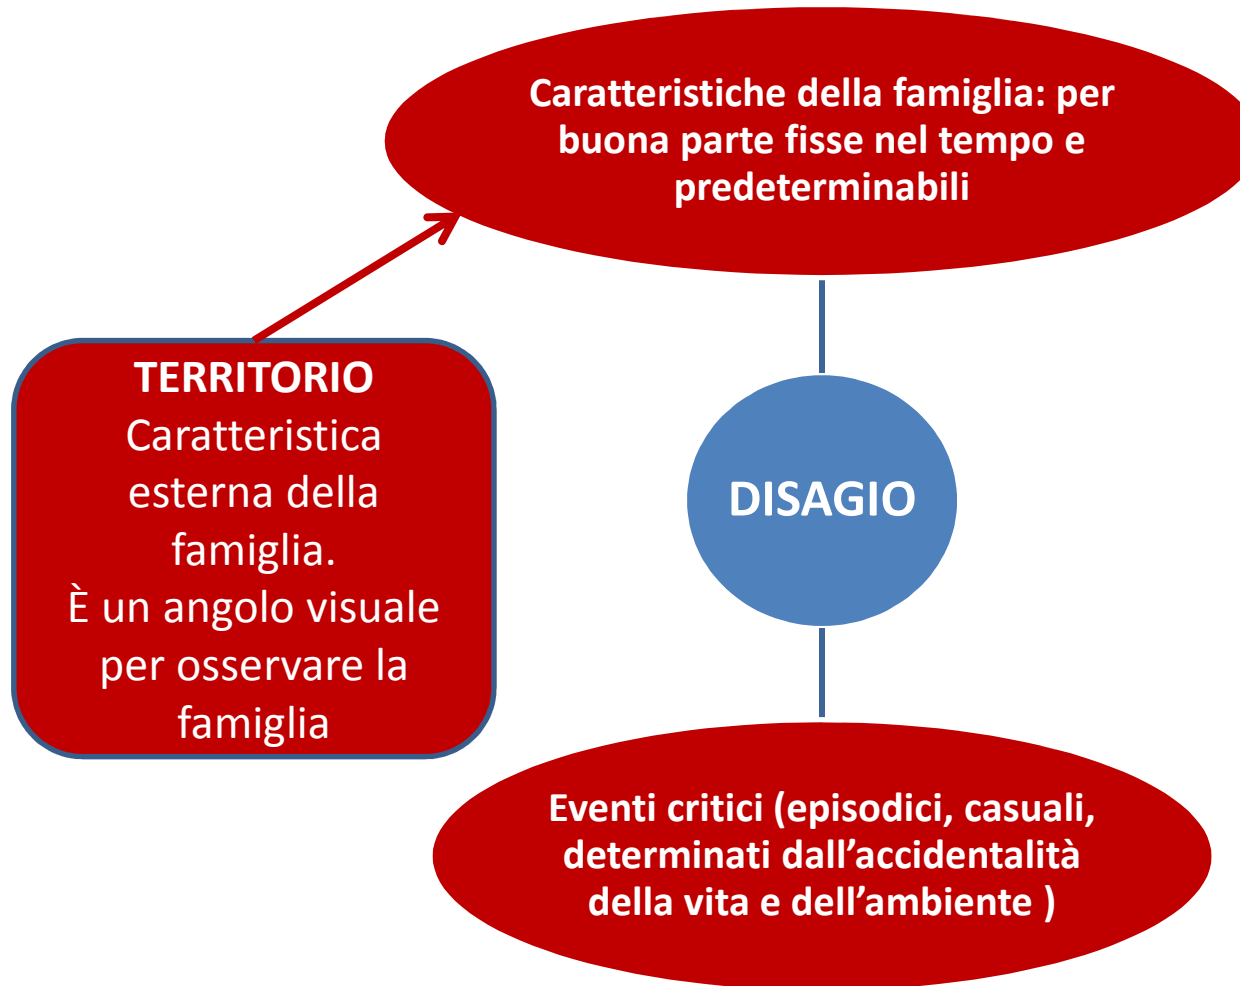 Caratteristiche della famiglia: per
buona parte fisse nel tempo e
predeterminabili
TERRITORIO
Caratteristica
esterna della
famiglia.
È un angolo visuale
per osservare la
famiglia
DISAGIO
Eventi critici (episodici, casuali,
determinati dall’accidentalità
della vita e dell’ambiente )